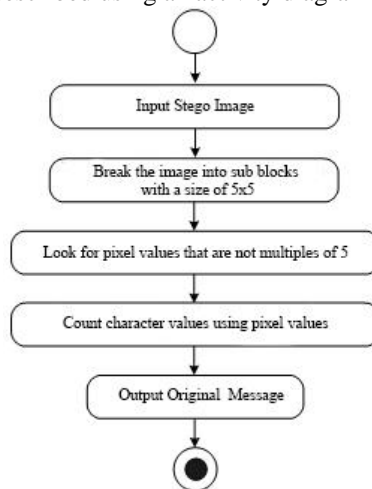 using
Input Stego Image
Break the image into sub blocks
with a size of 5x5
Look for pixel values that are not multiples of 5
Count character values using pixel values
Output Original Message